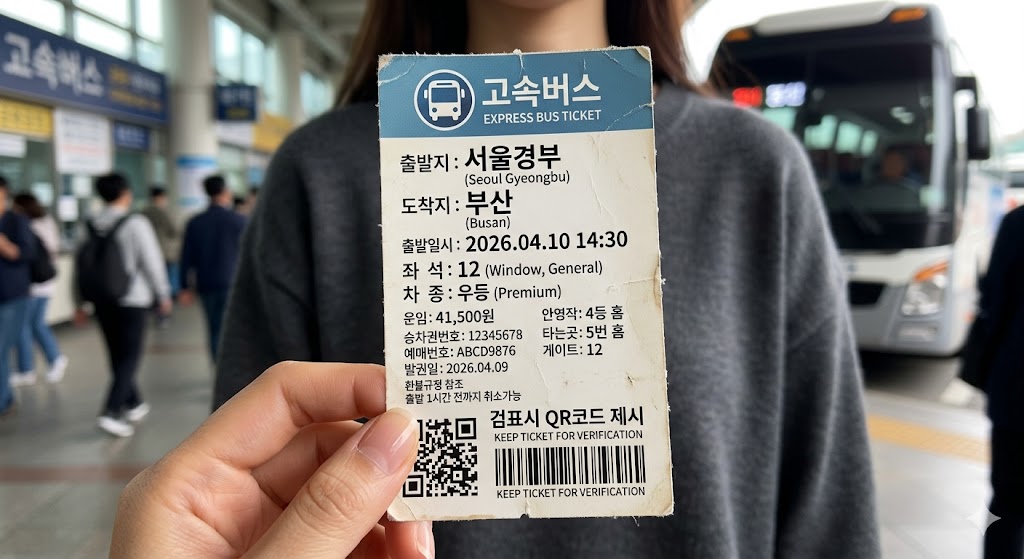 고속버스
고속버스
EXPRESS BUS TICKET
출발지 : 서울경부
(Seoul Gyeongbu)
도착지 : 부산
(Busan)
출발일시 : 2026.04.10 14:30
좌 석 : 12 (Window, General)
차 종 : 우등 (Premium)
운임 : 41,500원 안영작: 4등 홈
승차권번호 : 12345678 타는곳: 5번 홈
예매번호: ABCD9876 게이트: 12
발권일 : 2026.04.09
환불규정 참조
출발 1시간 전까지 취소가능
검표시 QR코드 제시
KEEP TICKET FOR VERIFICATION
KEEP TICKET FOR VERIFICATION